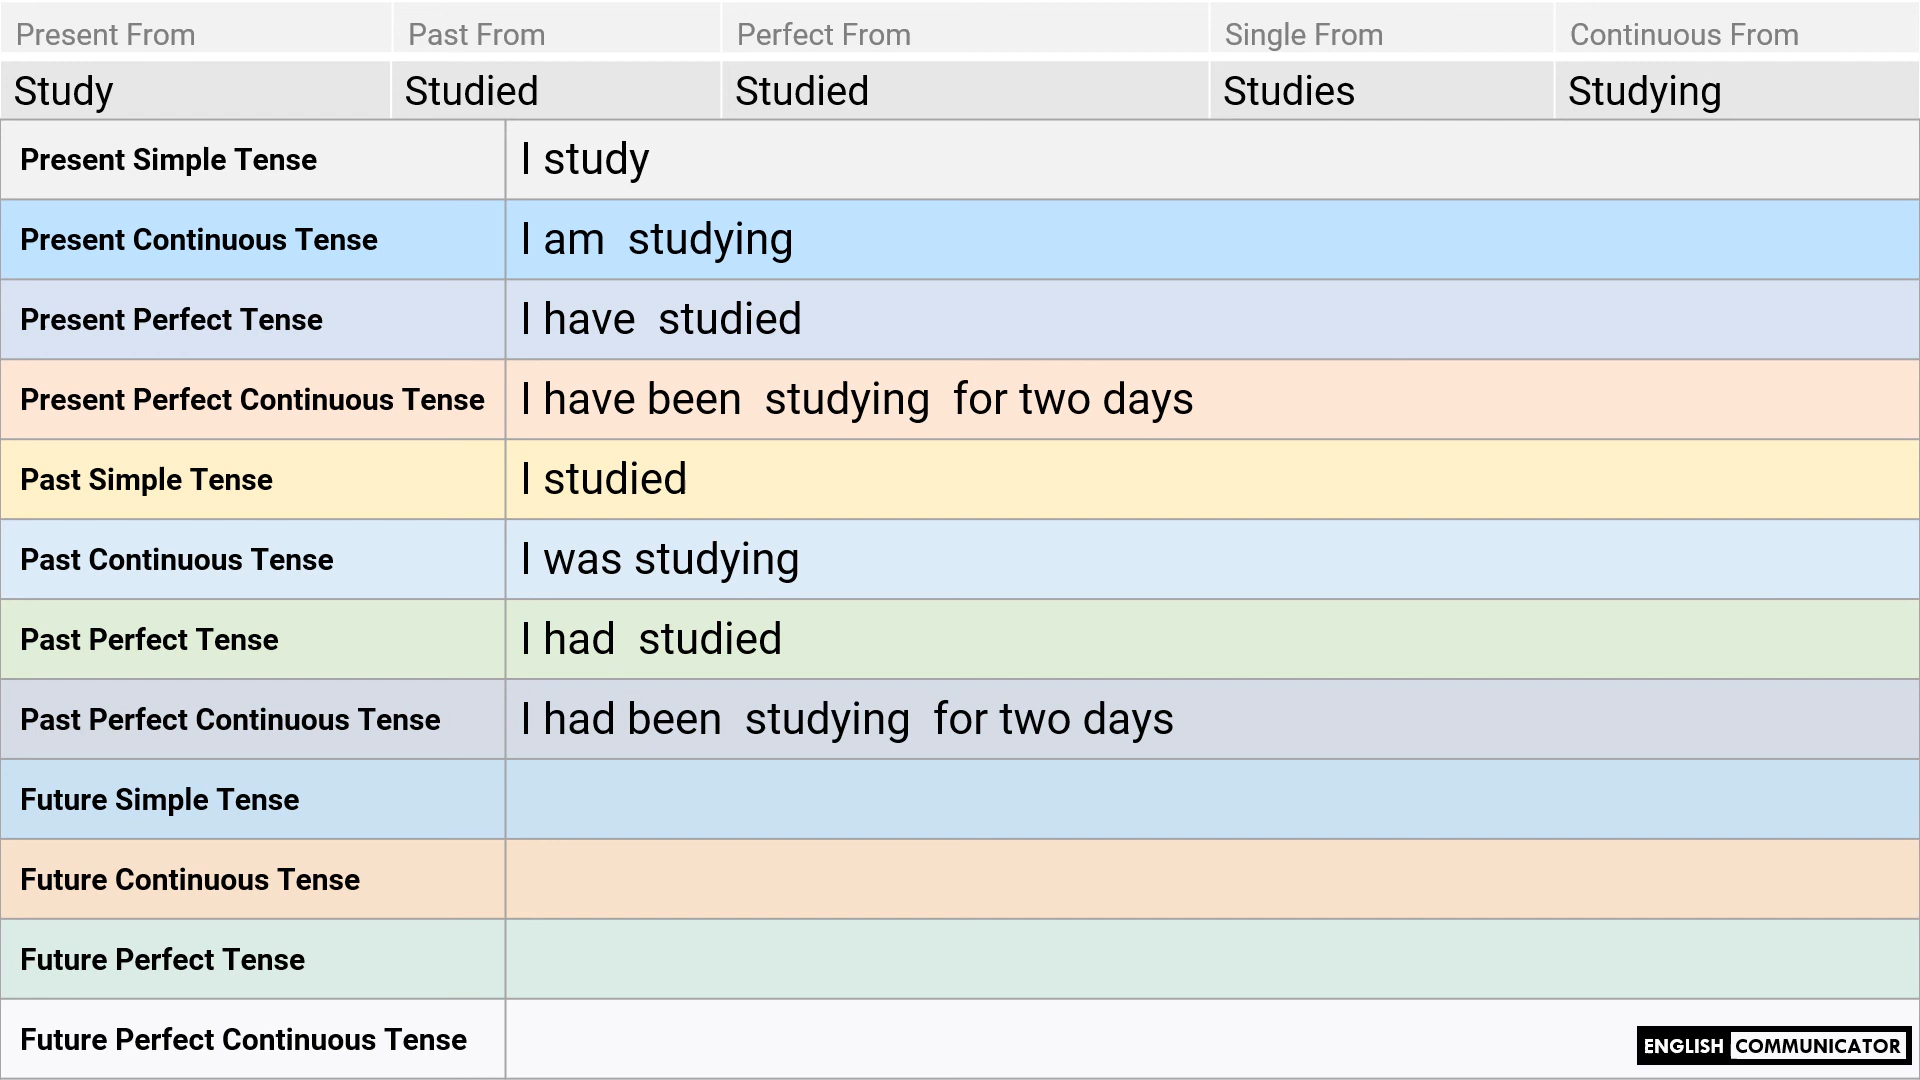 Present From Past From Perfect From Single From Continuous From
Study Studied Studied Studies Studying
Present Simple Tense I study
Present Continuous Tense I am studying
Present Perfect Tense I have studied
Present Perfect Continuous Tense I have been studying for two days
Past Simple Tense I studied
Past Continuous Tense I was studying
Past Perfect Tense I had studied
Past Perfect Continuous Tense I had been studying for two days
Future Simple Tense
Future Continuous Tense
Future Perfect Tense
Future Perfect Continuous Tense
ENGLISH COMMUNICATOR